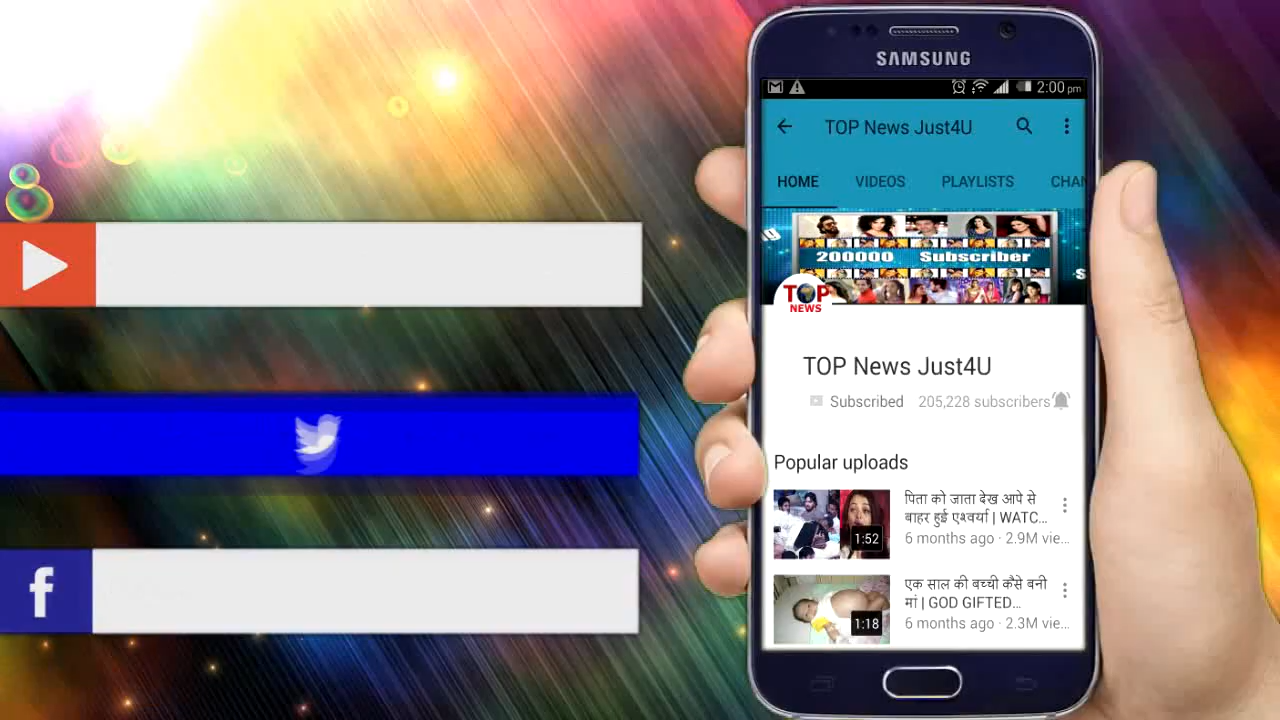 SAMSUNG
2:00 pm
TOP News Just4U
HOME VIDEOS PLAYLISTS CHAN
200000 Subscriber
TOP
NEWS
TOP News Just4U
Subscribed 205,228 subscribers
Popular uploads
पिता को जाता देख आपे से
बाहर हुई एश्वर्या | WATC...
1:52
6 months ago · 2.9M vie...
एक साल की बच्ची कैसे बनी
मां | GOD GIFTED...
1:18
6 months ago · 2.3M vie...